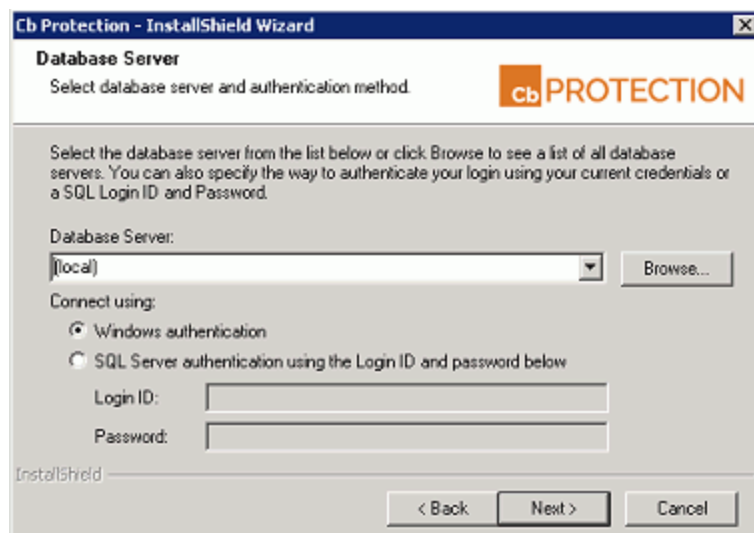 Cb Protection - InstallShield Wizard
Database Server
Select database server and authentication method.
Cb PROTECTION
Select the database server from the list below or click Browse to see a list of all database
servers. You can also specify the way to authenticate your login using your current credentials or
a SQL Login ID and Password.
Database Server:
(local)
Browse...
Connect using:
Windows authentication
SQL Server authentication using the Login ID and password below
Login ID:
Password:
InstallShield
< Back
Next >
Cancel